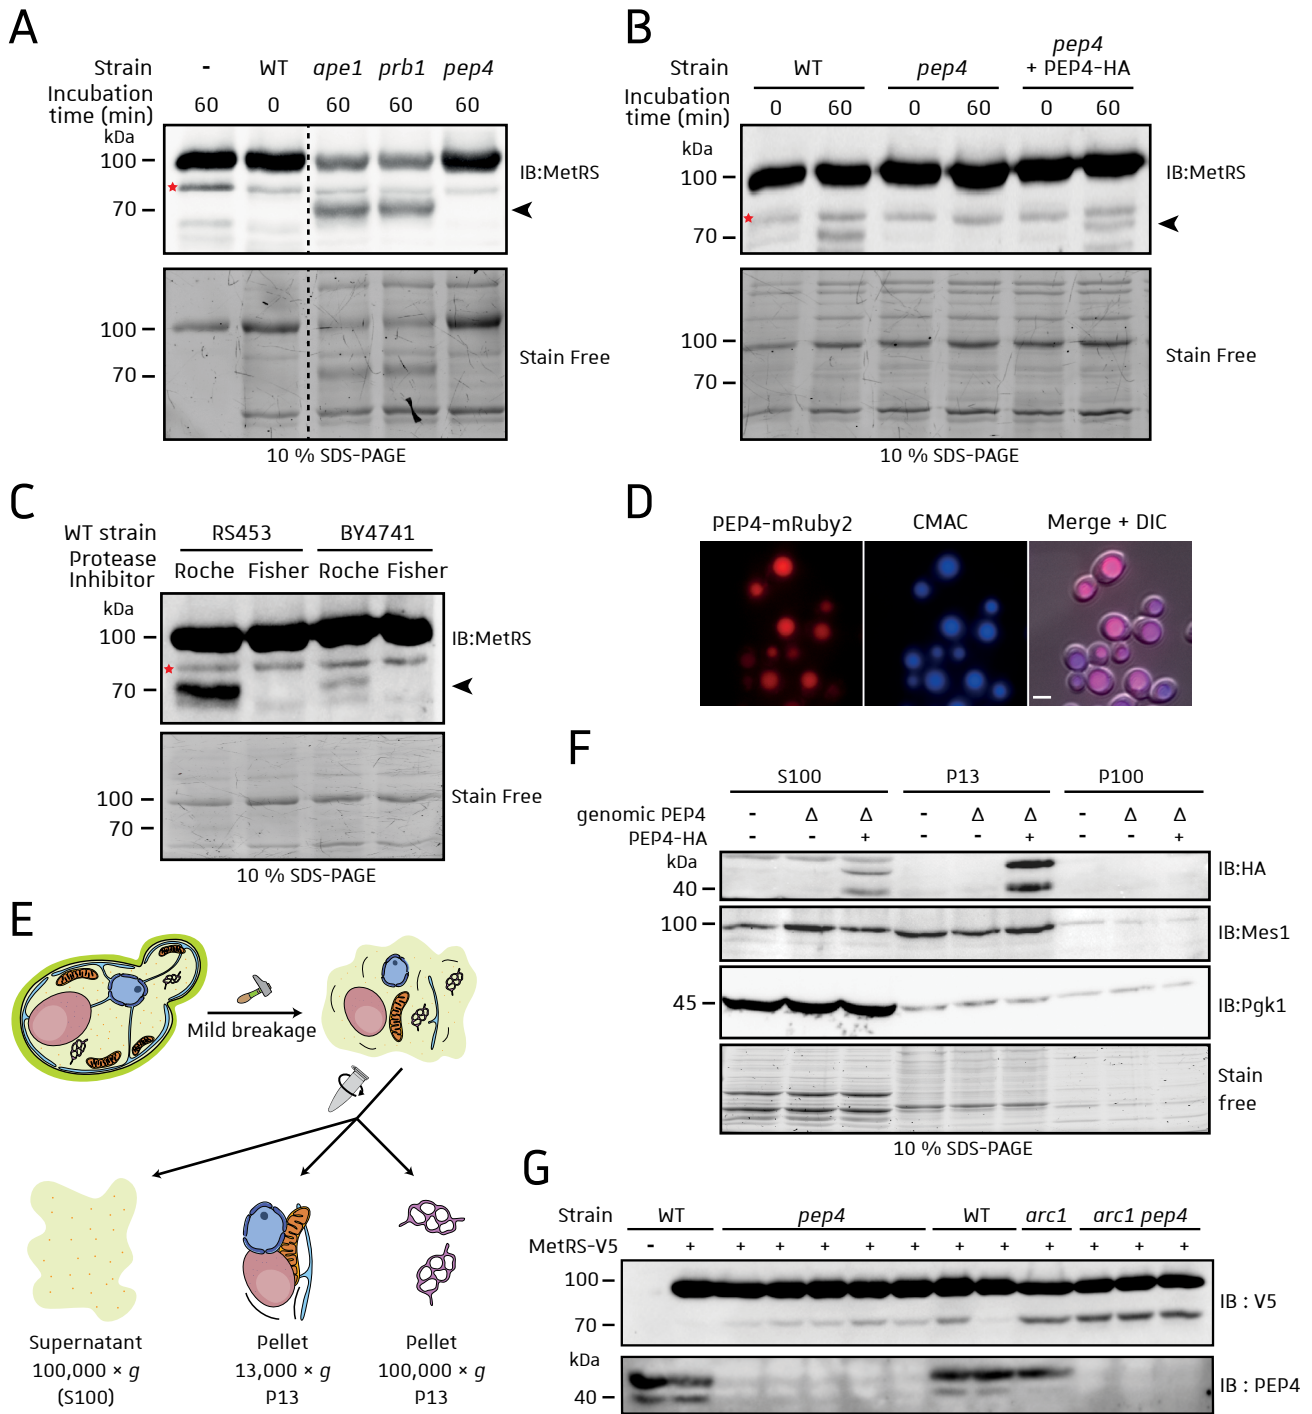 A
Strain - WT ape1 prb1 pep4
Incubation time (min) 60 0 60 60 60
kDa
100
70
IB:MetRS
100
70
Stain Free
10 % SDS-PAGE
B
Strain WT pep4 pep4 + PEP4-HA
Incubation time (min) 0 60 0 60 0 60
kDa
100
70
IB:MetRS
100
70
Stain Free
10 % SDS-PAGE
C
WT strain RS453 BY4741
Protease Inhibitor Roche Fisher Roche Fisher
kDa
100
70
IB:MetRS
100
70
Stain Free
10 % SDS-PAGE
D
PEP4-mRuby2 CMAC Merge + DIC
E
Mild breakage
Supernatant
100,000 × g
(S100)
Pellet
13,000 × g
P13
Pellet
100,000 × g
P13
F
S100 P13 P100
genomic PEP4 - Δ Δ - Δ Δ - Δ Δ
PEP4-HA - - + - - + - - +
kDa
40
IB:HA
100
IB:Mes1
45
IB:Pgk1
Stain
free
10 % SDS-PAGE
G
Strain WT pep4 WT arc1 arc1 pep4
MetRS-V5 - + + + + + + + + + + + +
100
70
IB : V5
kDa
40
IB : PEP4